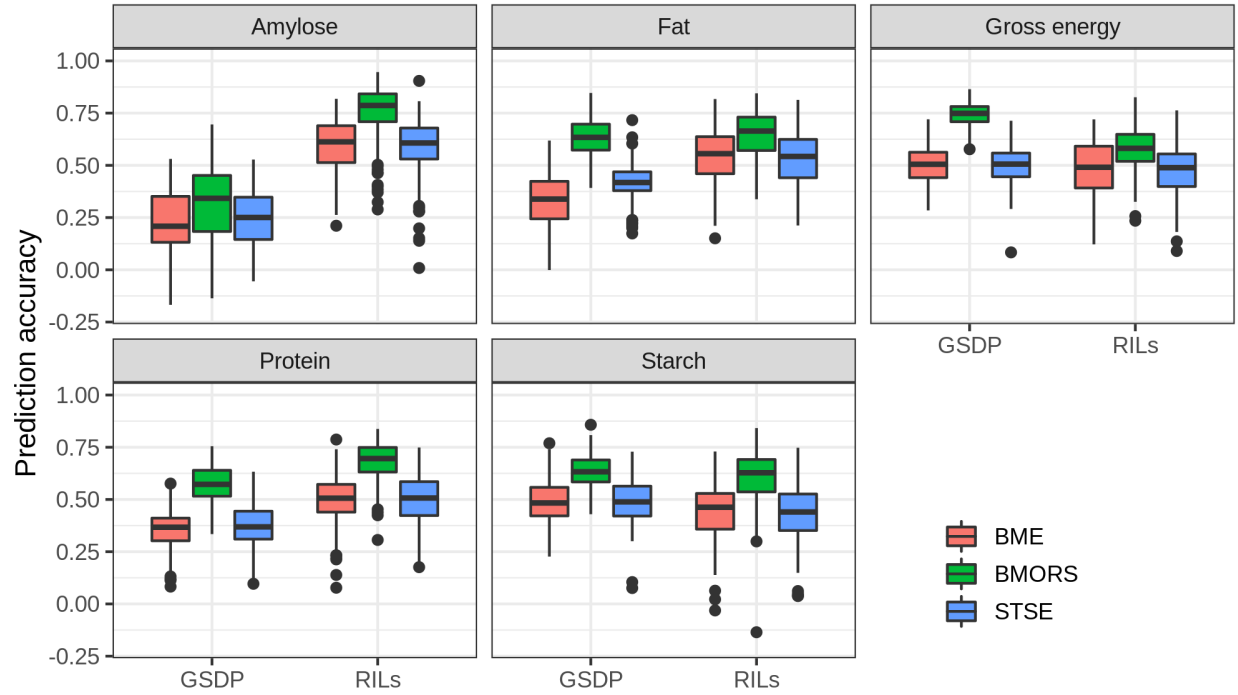 Amylose
Fat
Gross energy
1.00
0.75
0.50
0.25
0.00
-0.25
GSDP
RILs
Protein
Starch
1.00
0.75
0.50
0.25
0.00
-0.25
GSDP
RILs
GSDP
RILs
Prediction accuracy
BME
BMORS
STSE